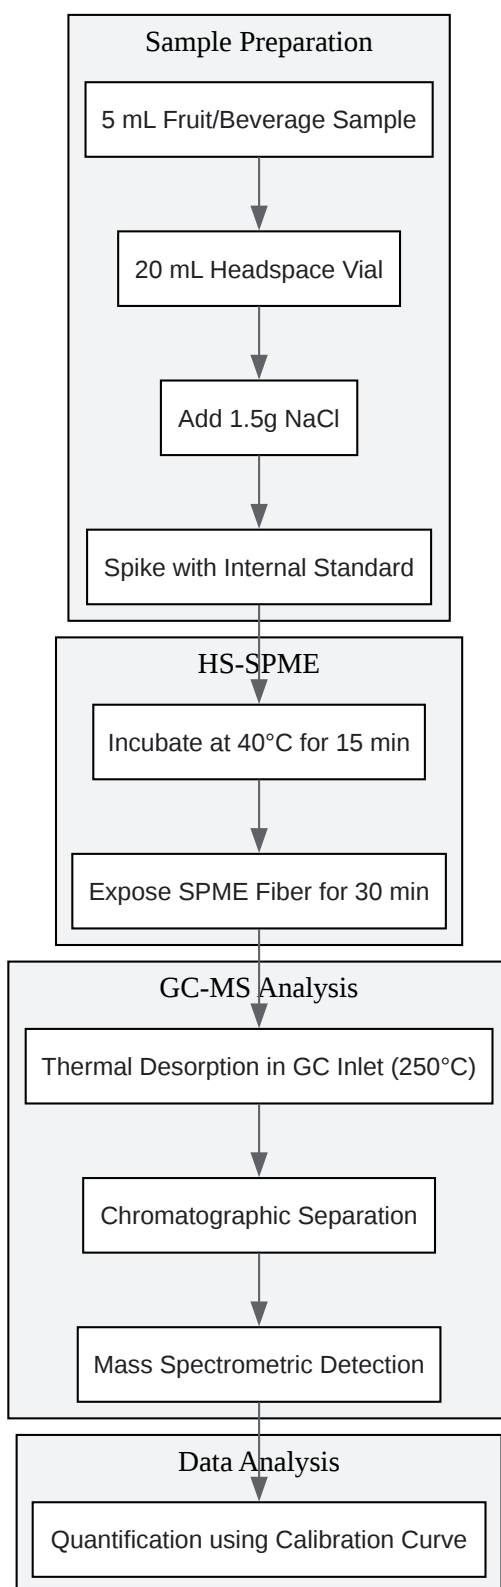 Sample Preparation
5 mL Fruit/Beverage Sample
20 mL Headspace Vial
Add 1.5g NaCl
Spike with Internal Standard
HS-SPME
Incubate at 40°C for 15 min
Expose SPME Fiber for 30 min
GC-MS Analysis
Thermal Desorption in GC Inlet (250°C)
Chromatographic Separation
Mass Spectrometric Detection
Data Analysis
Quantification using Calibration Curve